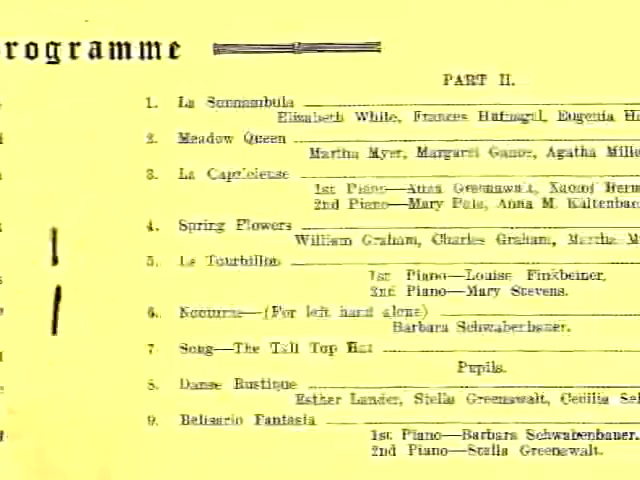 rogramme
PART II.
1. La Sonnambula
Elizabeth White, Frances Hufnagel, Eugenia
2. Meadow Queen
Martha Myer, Margaret Ganor, Agatha
3. La Capricieuse
1st Piano—Anna Greenawalt, Naomi
2nd Piano—Mary Pais, Anna M. Kaltenbac
4. Spring Flowers
William Graham, Charles Graham, Martha M
5. Le Tourbillon
1st Piano—Louise Finkbeiner,
2nd Piano—Mary Stevens.
6. Nocturne—(For left hand alone)
Barbara Schwabenbauer.
7 Song—The Tall Top Hat
Pupils.
8. Danse Rustique
Esther Lander, Stella Greenawalt, Cecilia
9. Belisario Fantasia
1st Piano—Barbara Schwabenbauer.
2nd Piano—Stella Greenawalt.